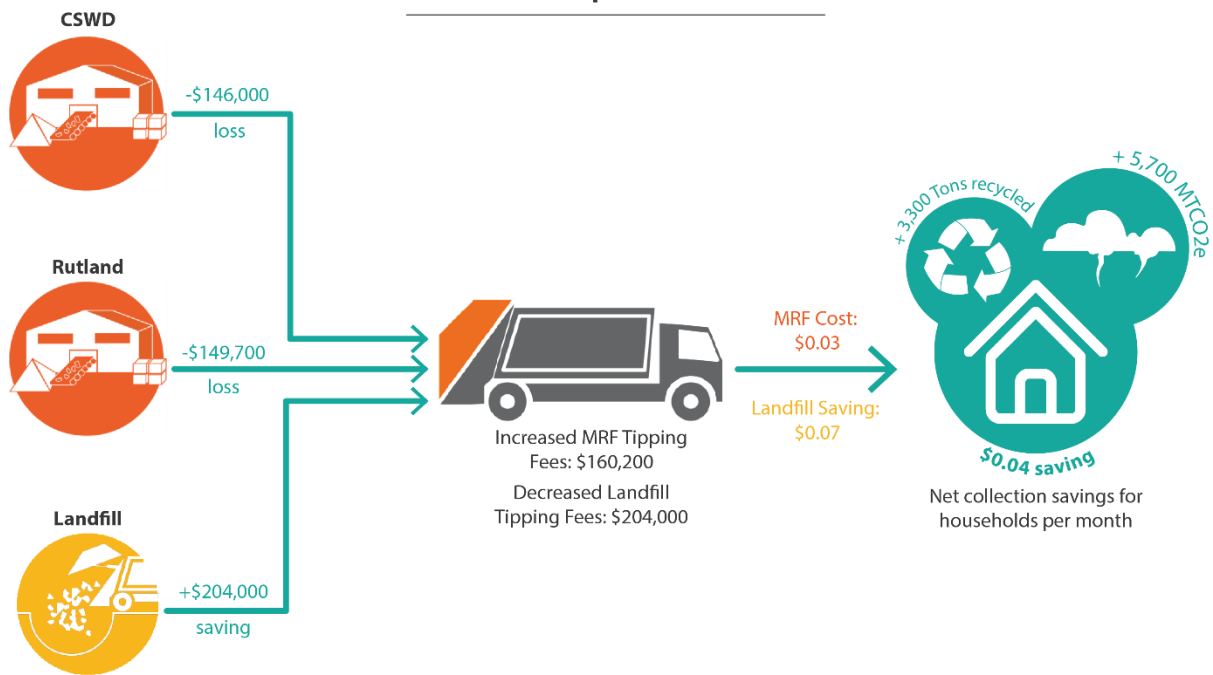 CSWD
-$146,000
loss
Rutland
-$149,700
loss
Landfill
+$204,000
saving
Increased MRF Tipping
Fees: $160,200
Decreased Landfill
Tipping Fees: $204,000
MRF Cost:
$0.03
Landfill Saving:
$0.07
+ 3,300 Tons recycled
+ 5,700 MTCO2e
$0.04 saving
Net collection savings for
households per month